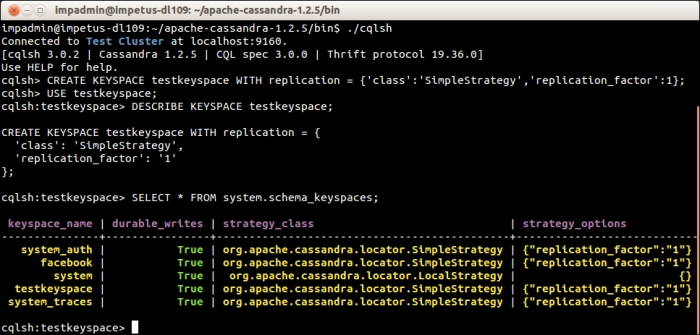 impadmin@impetus-dl109: ~/apache-cassandra-1.2.5/bin
impadmin@impetus-dl109:~/apache-cassandra-1.2.5/bin$ ./cqlsh
Connected to Test Cluster at localhost:9160.
[cqlsh 3.0.2 | Cassandra 1.2.5 | CQL spec 3.0.0 | Thrift protocol 19.36.0]
Use HELP for help.
cqlsh> CREATE KEYSPACE testkeyspace WITH replication = {'class':'SimpleStrategy','replication_factor':1};
cqlsh> USE testkeyspace;
cqlsh:testkeyspace> DESCRIBE KEYSPACE testkeyspace;
CREATE KEYSPACE testkeyspace WITH replication = {
  'class': 'SimpleStrategy',
  'replication_factor': '1'
};
cqlsh:testkeyspace> SELECT * FROM system.schema_keyspaces;
 keyspace_name | durable_writes | strategy_class                              | strategy_options
---------------+----------------+---------------------------------------------+----------------------------
   system_auth |           True | org.apache.cassandra.locator.SimpleStrategy | {"replication_factor":"1"}
      facebook |           True | org.apache.cassandra.locator.SimpleStrategy | {"replication_factor":"1"}
        system |           True |  org.apache.cassandra.locator.LocalStrategy |                         {}
  testkeyspace |           True | org.apache.cassandra.locator.SimpleStrategy | {"replication_factor":"1"}
 system_traces |           True | org.apache.cassandra.locator.SimpleStrategy | {"replication_factor":"1"}
cqlsh:testkeyspace>